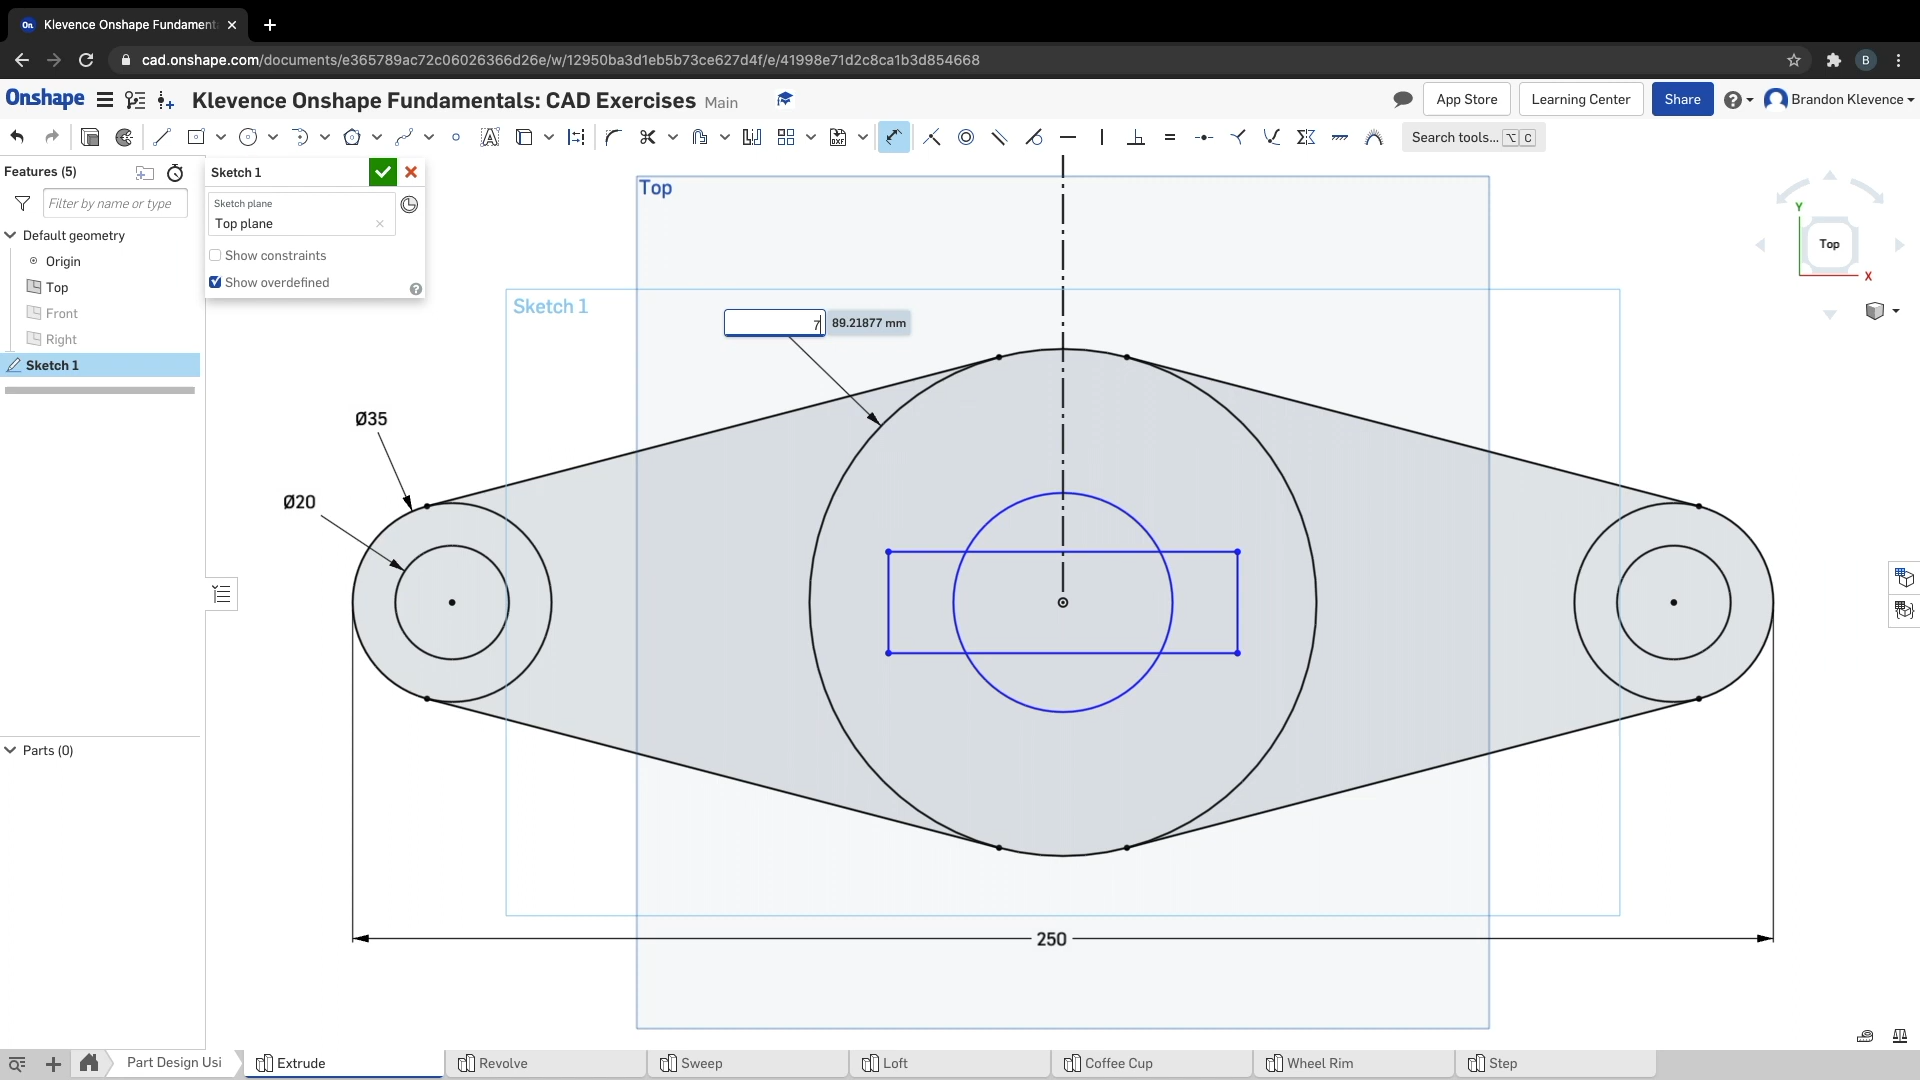 On Klevence Onshape Fundament
cad.onshape.com/documents/e365789ac72c06026366d26e/w/12950ba3d1eb5b73ce627d4f/e/41998e71d2c8ca1b3d854668
B
Onshape
Klevence Onshape Fundamentals: CAD Exercises Main
App Store
Learning Center
Share
Brandon Klevence
Search tools... ⌥ C
Features (5)
Filter by name or type
Default geometry
Origin
Top
Front
Right
Sketch 1
Parts (0)
Sketch 1
Sketch plane
Top plane
Show constraints
Show overdefined
Top
Sketch 1
7 89.21877 mm
Ø35
Ø20
250
Y
Top
X
Part Design Usi
Extrude
Revolve
Sweep
Loft
Coffee Cup
Wheel Rim
Step